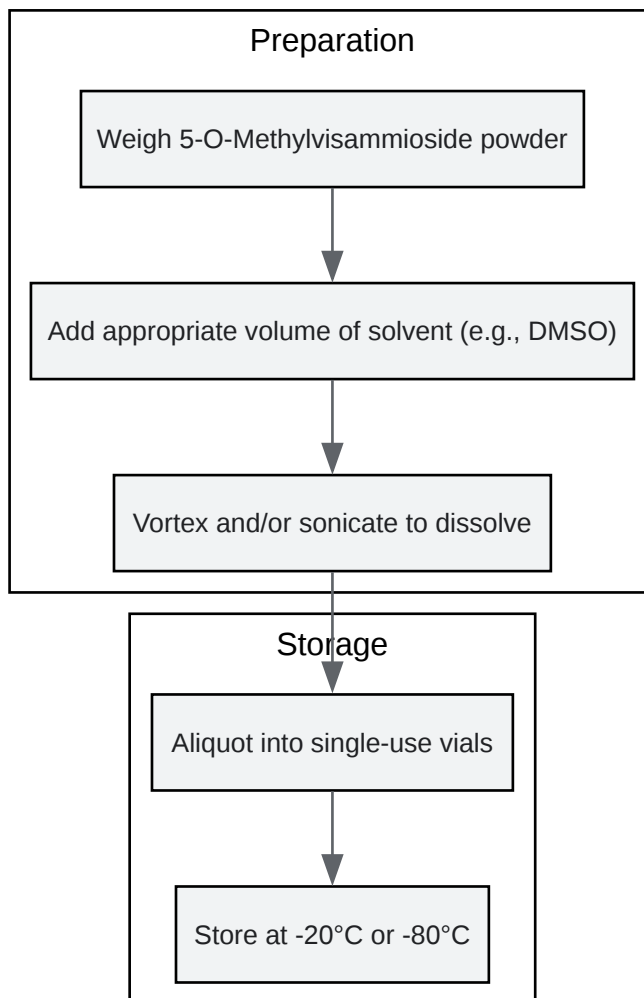 Preparation
Weigh 5-O-Methylvisammioside powder
Add appropriate volume of solvent (e.g., DMSO)
Vortex and/or sonicate to dissolve
Storage
Aliquot into single-use vials
Store at -20°C or -80°C